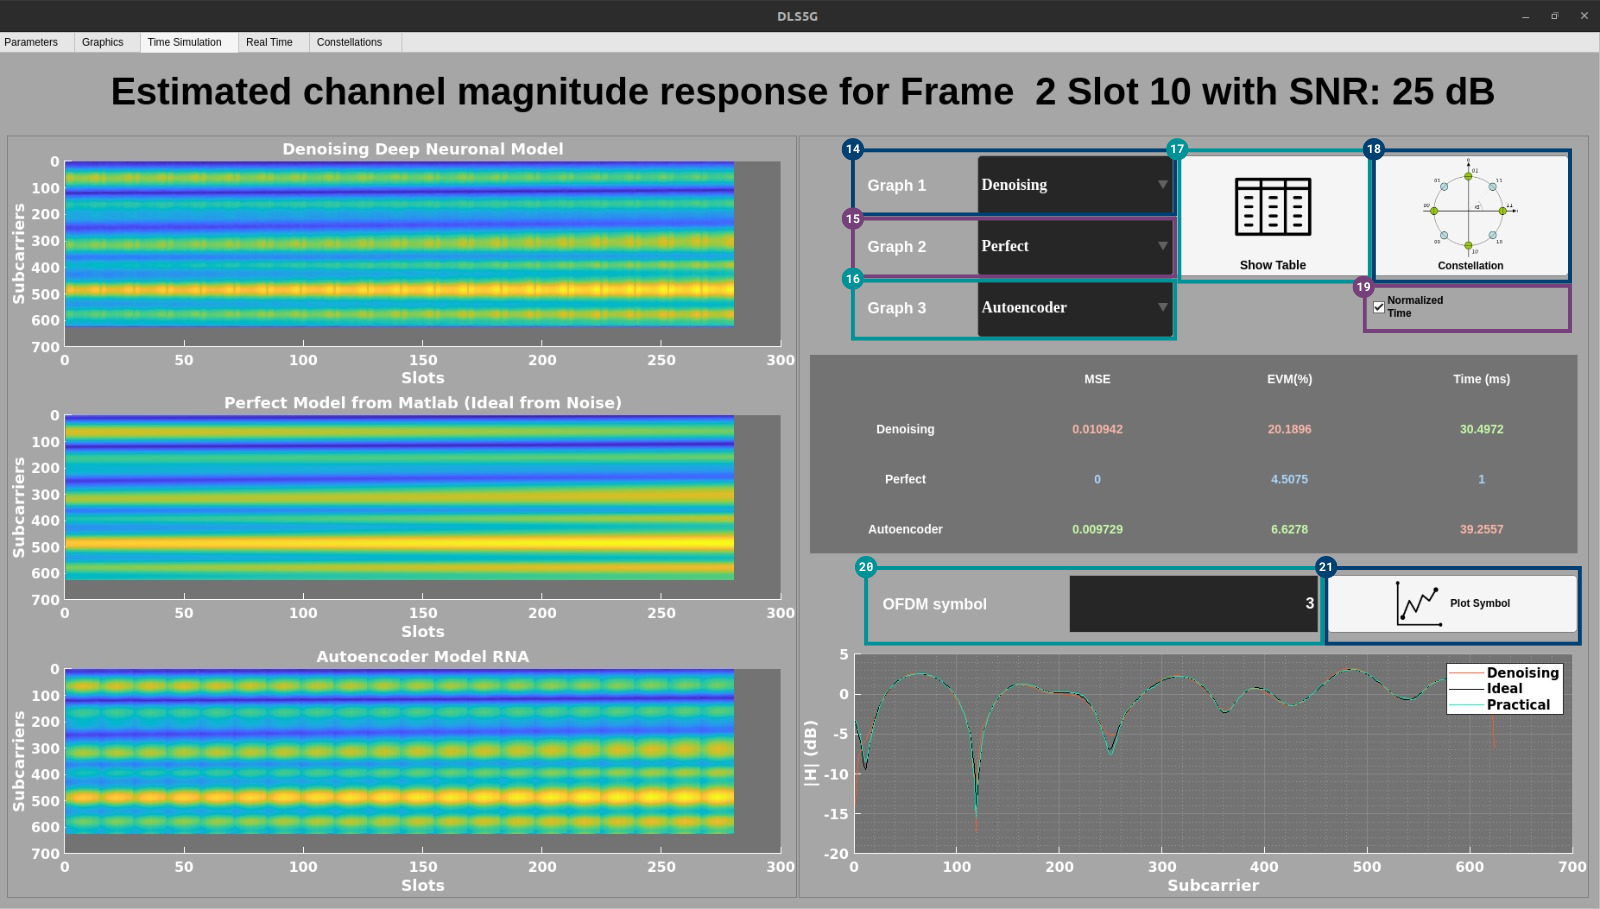 DLS5G
Parameters Graphics Time Simulation Real Time Constellations
Estimated channel magnitude response for Frame 2 Slot 10 with SNR: 25 dB
Denoising Deep Neuronal Model
Subcarriers
0
100
200
300
400
500
600
700
0 50 100 150 200 250 300
Slots
Perfect Model from Matlab (Ideal from Noise)
Subcarriers
0
100
200
300
400
500
600
700
0 50 100 150 200 250 300
Slots
Autoencoder Model RNA
Subcarriers
0
100
200
300
400
500
600
700
0 50 100 150 200 250 300
Slots
14
Graph 1 Denoising
15
Graph 2 Perfect
16
Graph 3 Autoencoder
17
Show Table
18
Constellation
19
Normalized
Time
MSE EVM(%) Time (ms)
Denoising 0.010942 20.1896 30.4972
Perfect 0 4.5075 1
Autoencoder 0.009729 6.6278 39.2557
20
OFDM symbol 3
21
Plot Symbol
|H| (dB)
5
0
-5
-10
-15
-20
Denoising
Ideal
Practical
0 100 200 300 400 500 600 700
Subcarrier